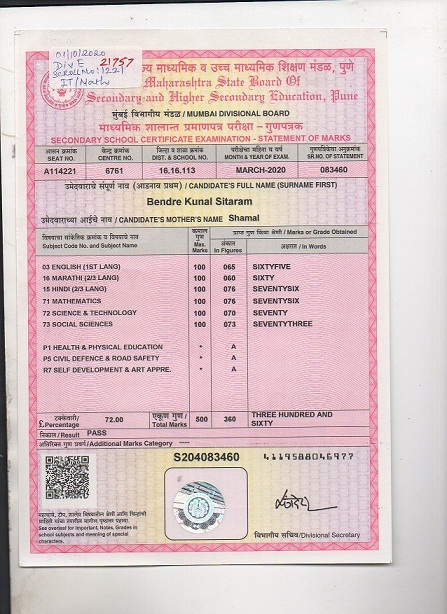 01/10/2020
Div E 21757
SCROLL No: 1221
IT/Maths
राज्य माध्यमिक व उच्च माध्यमिक शिक्षण मंडळ, पुणे
Maharashtra State Board Of
Secondary and Higher Secondary Education, Pune
मुंबई विभागीय मंडळ / MUMBAI DIVISIONAL BOARD
माध्यमिक शालान्त प्रमाणपत्र परीक्षा - गुणपत्रक
SECONDARY SCHOOL CERTIFICATE EXAMINATION - STATEMENT OF MARKS
आसन क्रमांक केंद्र क्रमांक जिल्हा व शाळा क्रमांक परीक्षेचा महिना व वर्ष गुणपत्रिकेचा अनुक्रमांक
SEAT NO. CENTRE NO. DIST. & SCHOOL NO. MONTH & YEAR OF EXAM. SR.NO. OF STATEMENT
A114221 6761 16.16.113 MARCH-2020 083460
उमेदवाराचे संपूर्ण नाव (आडनाव प्रथम) / CANDIDATE'S FULL NAME (SURNAME FIRST)
Bendre Kunal Sitaram
उमेदवाराच्या आईचे नाव / CANDIDATE'S MOTHER'S NAME Shamal
विषयाचा सांकेतिक क्रमांक व विषयाचे नाव
Subject Code No. and Subject Name
कमाल गुण Max. Marks
प्राप्त गुण किंवा श्रेणी / Marks or Grade Obtained
अंकात In Figures अक्षरात / In Words
03 ENGLISH (1ST LANG) 100 065 SIXTYFIVE
16 MARATHI (2/3 LANG) 100 060 SIXTY
15 HINDI (2/3 LANG) 100 076 SEVENTYSIX
71 MATHEMATICS 100 076 SEVENTYSIX
72 SCIENCE & TECHNOLOGY 100 070 SEVENTY
73 SOCIAL SCIENCES 100 073 SEVENTYTHREE
P1 HEALTH & PHYSICAL EDUCATION * A
P5 CIVIL DEFENCE & ROAD SAFETY * A
R7 SELF DEVELOPMENT & ART APPRE. * A
टक्केवारी/ Percentage 72.00 एकूण गुण / Total Marks 500 360 THREE HUNDRED AND
SIXTY
निकाल / Result PASS
अतिरिक्त गुण प्रवर्ग/Additional Marks Category ----
S204083460 4119588046977
See overleaf for Important, Notes, Grades in
school subjects and meaning of special
characters.
विभागीय सचिव/Divisional Secretary